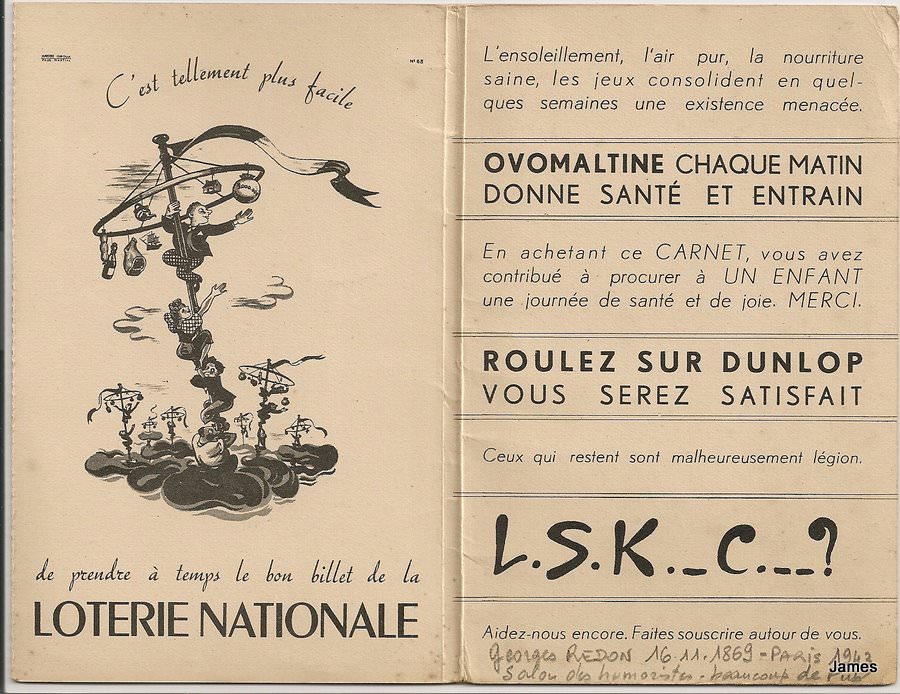 N° 68
C'est tellement plus facile
de prendre à temps le bon billet de la
LOTERIE NATIONALE
L'ensoleillement, l'air pur, la nourriture
saine, les jeux consolident en quel-
ques semaines une existence menacée.
OVOMALTINE CHAQUE MATIN
DONNE SANTÉ ET ENTRAIN
En achetant ce CARNET, vous avez
contribué à procurer à UN ENFANT
une journée de santé et de joie. MERCI.
ROULEZ SUR DUNLOP
VOUS SEREZ SATISFAIT
Ceux qui restent sont malheureusement légion.
L.S.K._C.__?
Aidez-nous encore. Faites souscrire autour de vous.
Georges REDON 16.11.1869-PARIS 1943
Salon des humoristes - beaucoup de Pub
James